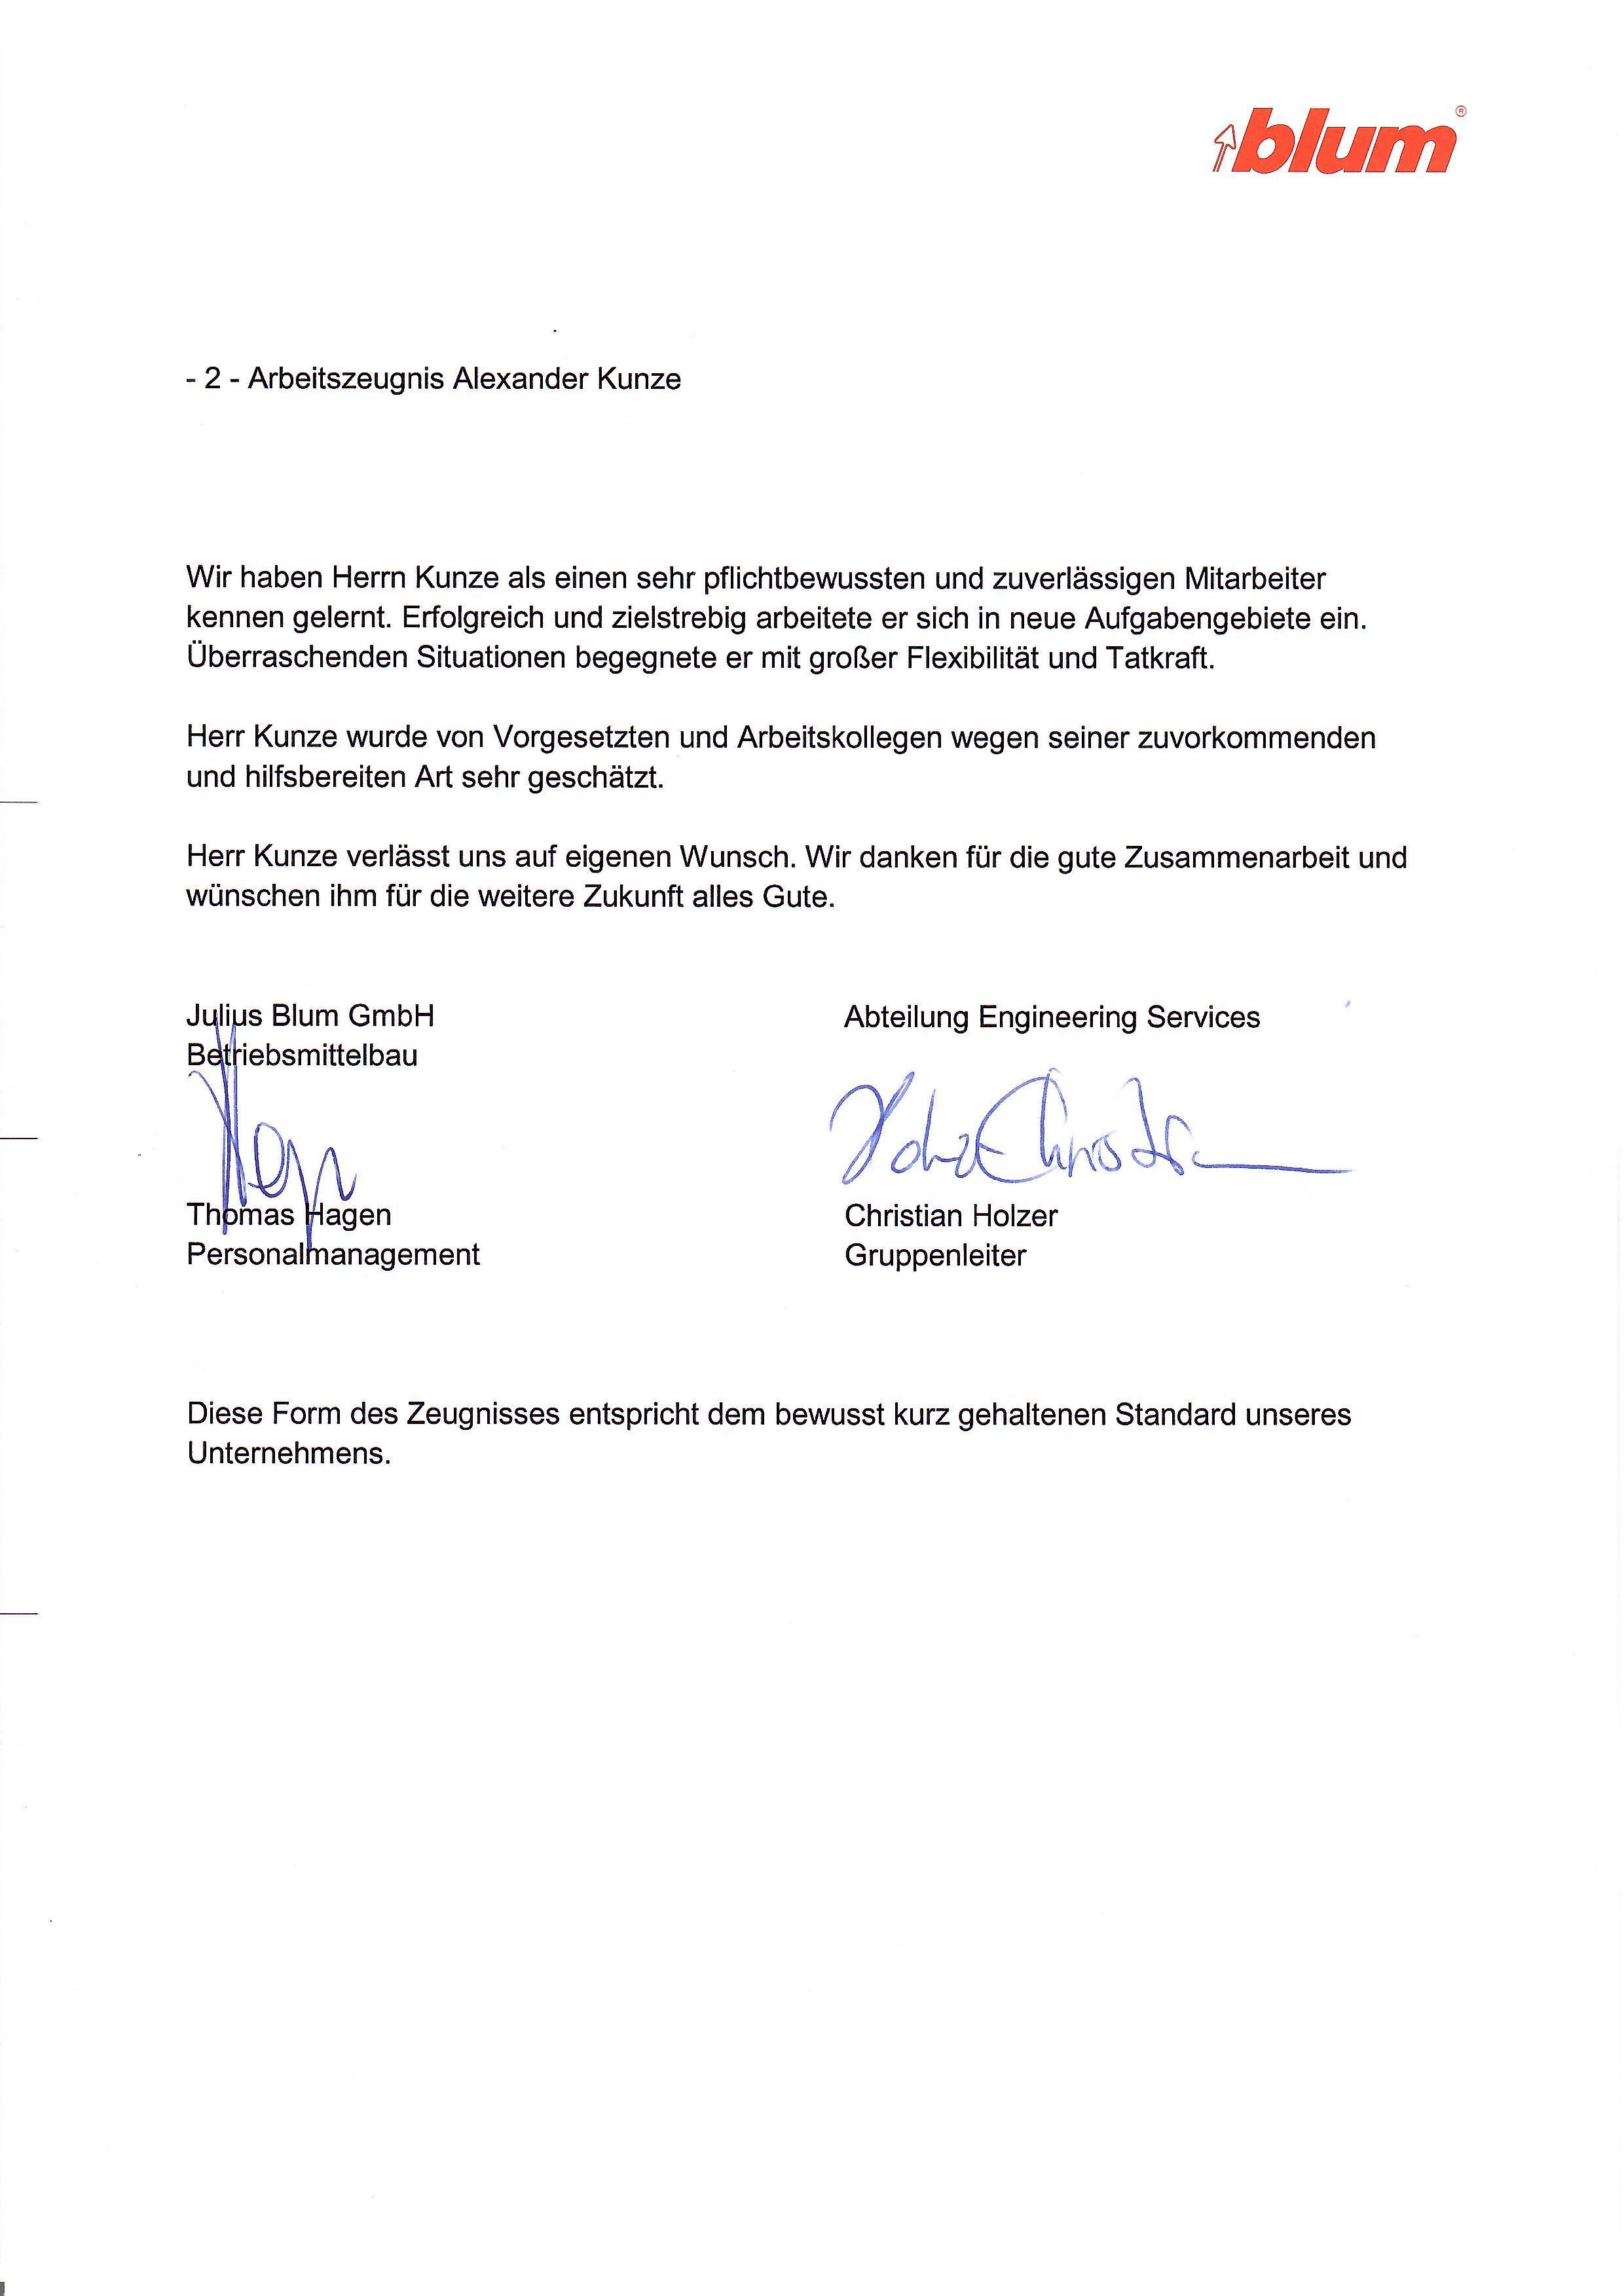 blum®
- 2 - Arbeitszeugnis Alexander Kunze
Wir haben Herrn Kunze als einen sehr pflichtbewussten und zuverlässigen Mitarbeiter
kennen gelernt. Erfolgreich und zielstrebig arbeitete er sich in neue Aufgabengebiete ein.
Überraschenden Situationen begegnete er mit großer Flexibilität und Tatkraft.
Herr Kunze wurde von Vorgesetzten und Arbeitskollegen wegen seiner zuvorkommenden
und hilfsbereiten Art sehr geschätzt.
Herr Kunze verlässt uns auf eigenen Wunsch. Wir danken für die gute Zusammenarbeit und
wünschen ihm für die weitere Zukunft alles Gute.
Julius Blum GmbH
Betriebsmittelbau
Thomas Hagen
Personalmanagement
Abteilung Engineering Services
Christian Holzer
Gruppenleiter
Diese Form des Zeugnisses entspricht dem bewusst kurz gehaltenen Standard unseres
Unternehmens.